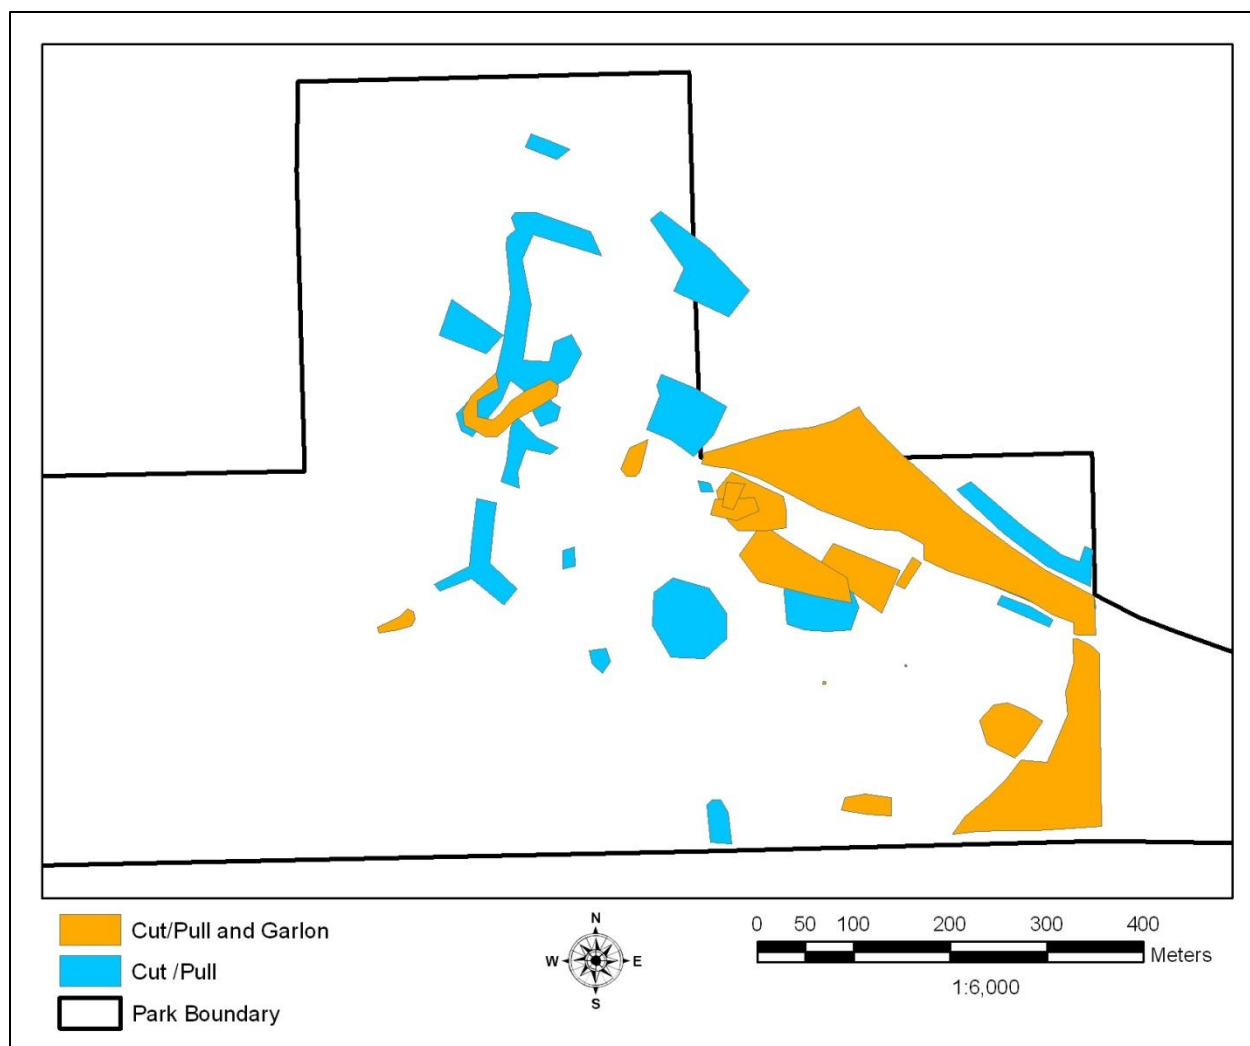 Cut/Pull and Garlon
Cut /Pull
Park Boundary
N
W E
S
0 50 100 200 300 400
Meters
1:6,000